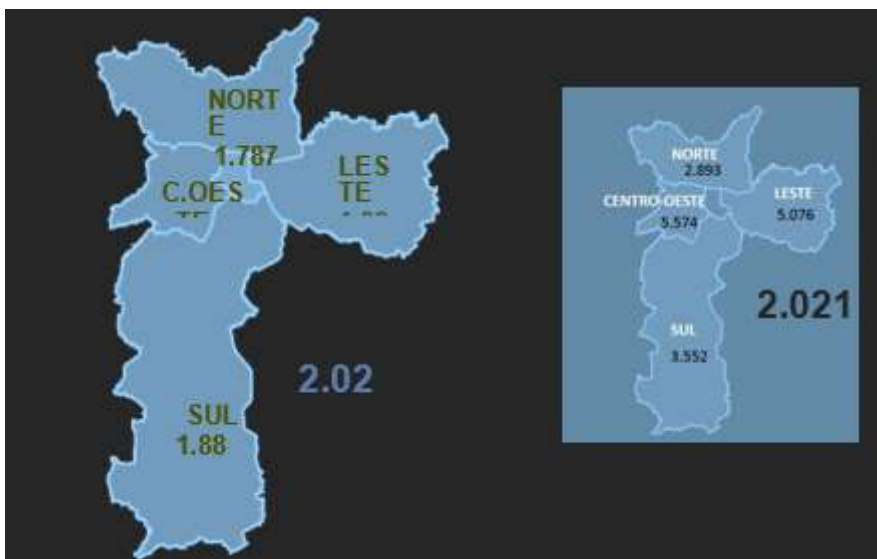 NORT
E
1.787
LES
TE
C.OES
SUL
1.88
2.02
NORTE
2.893
CENTRO-OESTE
5.574
LESTE
5.076
2.021
SUL
3.552